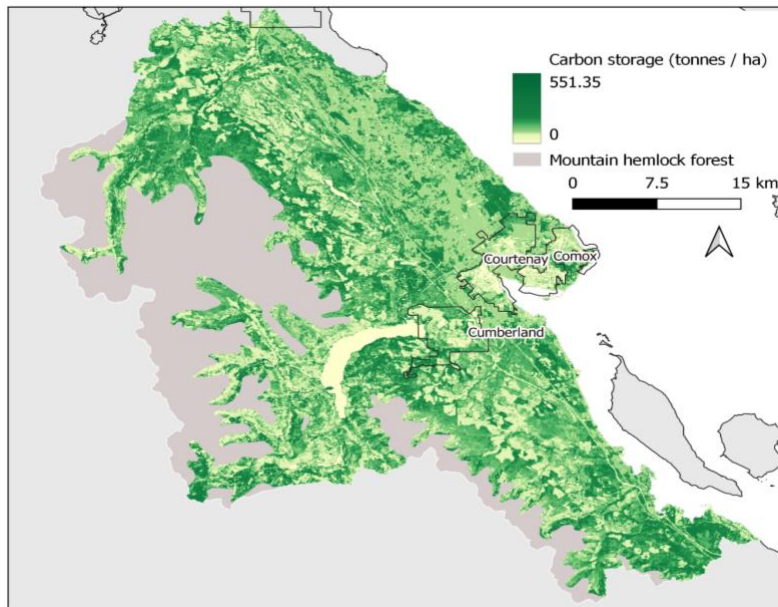 Carbon storage (tonnes / ha)
551.35
0
Mountain hemlock forest
0 7.5 15 km
Courtenay Comox
Cumberland